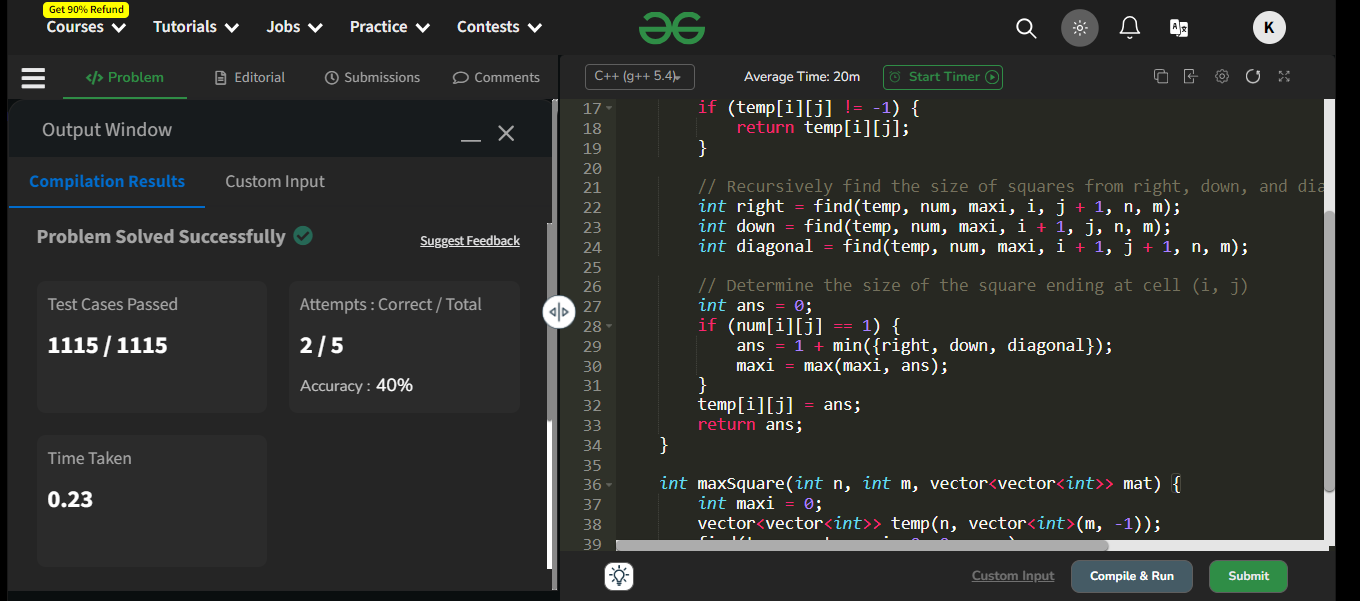 Get 90% Refund
Courses Tutorials Jobs Practice Contests K
</> Problem Editorial Submissions Comments
C++ (g++ 5.4) Average Time: 20m Start Timer
Output Window
Compilation Results Custom Input
Problem Solved Successfully Suggest Feedback
Test Cases Passed
1115 / 1115
Attempts : Correct / Total
2 / 5
Accuracy : 40%
Time Taken
0.23
17 if (temp[i][j] != -1) {
18 return temp[i][j];
19 }
20
21 // Recursively find the size of squares from right, down, and dia
22 int right = find(temp, num, maxi, i, j + 1, n, m);
23 int down = find(temp, num, maxi, i + 1, j, n, m);
24 int diagonal = find(temp, num, maxi, i + 1, j + 1, n, m);
25
26 // Determine the size of the square ending at cell (i, j)
27 int ans = 0;
28 if (num[i][j] == 1) {
29 ans = 1 + min({right, down, diagonal});
30 maxi = max(maxi, ans);
31 }
32 temp[i][j] = ans;
33 return ans;
34 }
35
36 int maxSquare(int n, int m, vector<vector<int>> mat) {
37 int maxi = 0;
38 vector<vector<int>> temp(n, vector<int>(m, -1));
39
Custom Input Compile & Run Submit